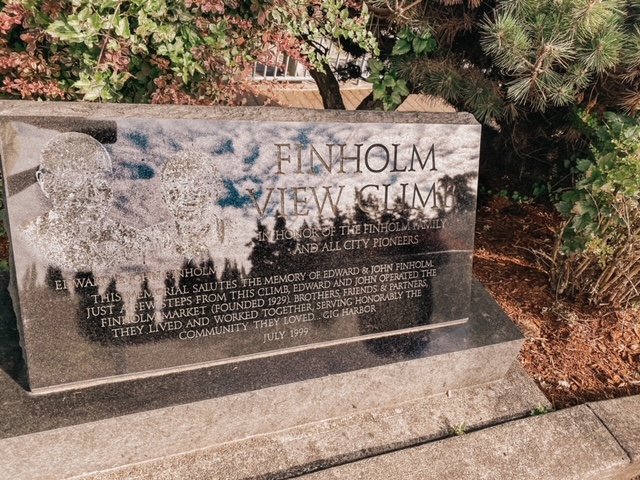 FINHOLM
VIEW CLIMB
IN HONOR OF THE FINHOLM FAMILY
AND ALL CITY PIONEERS
FINHOLM
THIS MEMORIAL SALUTES THE MEMORY OF EDWARD & JOHN FINHOLM.
JUST A FEW STEPS FROM THIS CLIMB, EDWARD AND JOHN OPERATED THE
FINHOLM MARKET (FOUNDED 1929). BROTHERS, FRIENDS & PARTNERS,
THEY LIVED AND WORKED TOGETHER, SERVING HONORABLY THE
COMMUNITY THEY LOVED... GIG HARBOR
JULY 1999